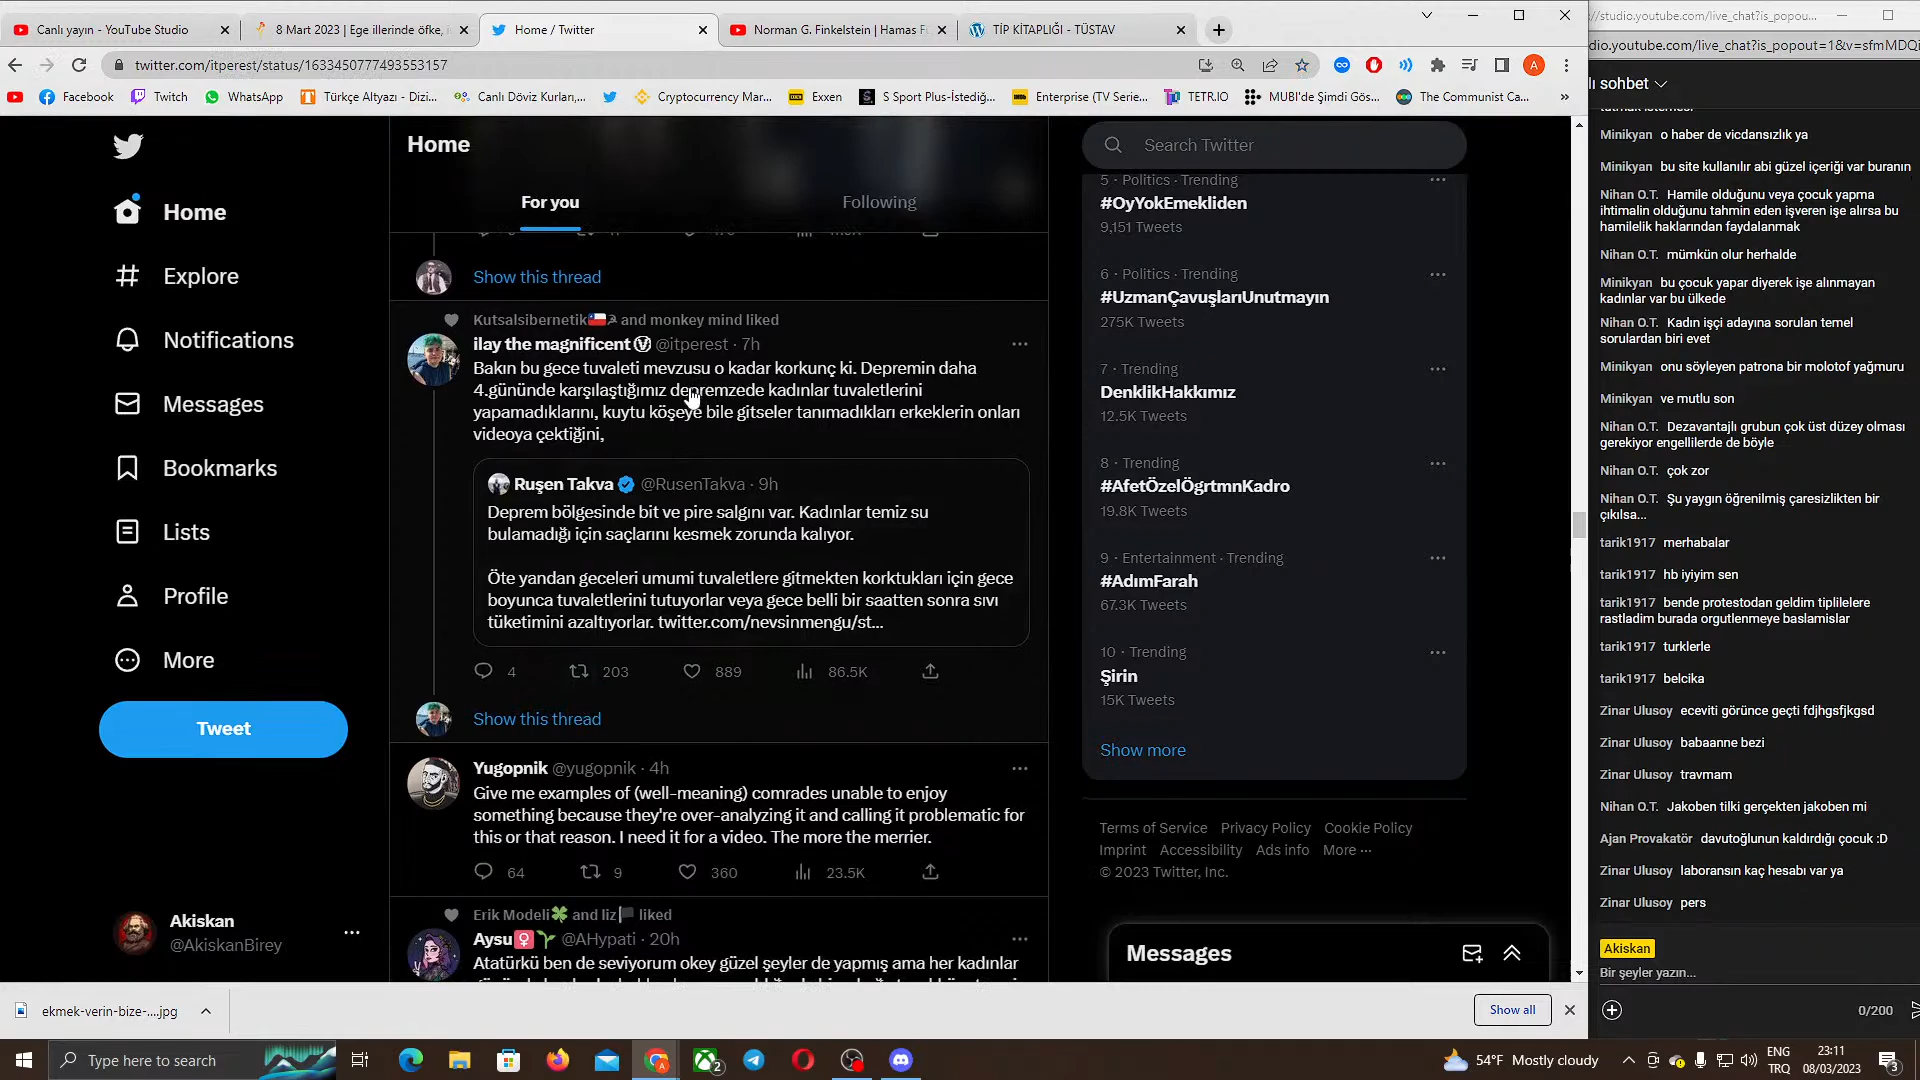 Canlı yayın - YouTube Studio
8 Mart 2023 | Ege illerinde öfke, i
Home / Twitter
Norman G. Finkelstein | Hamas F
TİP KİTAPLIĞI - TÜSTAV
://studio.youtube.com/live_chat?is_popou...
twitter.com/itperest/status/1633450777493553157
dio.youtube.com/live_chat?is_popout=1&v=sfmMDQ
Facebook
Twitch
WhatsApp
Türkçe Altyazı - Dizi...
Canlı Döviz Kurları,...
Cryptocurrency Mar...
Exxen
S Sport Plus-İstediğ...
Enterprise (TV Serie...
TETR.IO
MUBI'de Şimdi Gös...
The Communist Ca...
Home
For you
Following
Home
Explore
Notifications
Messages
Bookmarks
Lists
Profile
More
Tweet
Akiskan
@AkiskanBirey
Show this thread
Kutsalsibernetik and monkey mind liked
ilay the magnificent @itperest · 7h
Bakın bu gece tuvaleti mevzusu o kadar korkunç ki. Depremin daha
4.gününde karşılaştığımız depremzede kadınlar tuvaletlerini
yapamadıklarını, kuytu köşeye bile gitseler tanımadıkları erkeklerin onları
videoya çektiğini,
Ruşen Takva @RusenTakva · 9h
Deprem bölgesinde bit ve pire salgını var. Kadınlar temiz su
bulamadığı için saçlarını kesmek zorunda kalıyor.
Öte yandan geceleri umumi tuvaletlere gitmekten korktukları için gece
boyunca tuvaletlerini tutuyorlar veya gece belli bir saatten sonra sıvı
tüketimini azaltıyorlar. twitter.com/nevsinmengu/st...
4 203 889 86.5K
Show this thread
Yugopnik @yugopnik · 4h
Give me examples of (well-meaning) comrades unable to enjoy
something because they're over-analyzing it and calling it problematic for
this or that reason. I need it for a video. The more the merrier.
64 9 360 23.5K
Erik Modeli and liz liked
Aysu @AHypati · 20h
Atatürkü ben de seviyorum okey güzel şeyler de yapmış ama her kadınlar
Search Twitter
5 · Politics · Trending
#OyYokEmekliden
9,151 Tweets
6 · Politics · Trending
#UzmanÇavuşlarıUnutmayın
275K Tweets
7 · Trending
DenklikHakkımız
12.5K Tweets
8 · Trending
#AfetÖzelÖgrtmnKadro
19.8K Tweets
9 · Entertainment · Trending
#AdımFarah
67.3K Tweets
10 · Trending
Şirin
15K Tweets
Show more
Terms of Service Privacy Policy Cookie Policy
Imprint Accessibility Ads info More ···
© 2023 Twitter, Inc.
Messages
lı sohbet
Minikyan o haber de vicdansızlık ya
Minikyan bu site kullanılır abi güzel içeriği var buranın
Nihan O.T. Hamile olduğunu veya çocuk yapma
ihtimalin olduğunu tahmin eden işveren işe alırsa bu
hamilelik haklarından faydalanmak
Nihan O.T. mümkün olur herhalde
Minikyan bu çocuk yapar diyerek işe alınmayan
kadınlar var bu ülkede
Nihan O.T. Kadın işçi adayına sorulan temel
sorulardan biri evet
Minikyan onu söyleyen patrona bir molotof yağmuru
Minikyan ve mutlu son
Nihan O.T. Dezavantajlı grubun çok üst düzey olması
gerekiyor engellilerde de böyle
Nihan O.T. çok zor
Nihan O.T. Şu yaygın öğrenilmiş çaresizlikten bir
çıkılsa...
tarik1917 merhabalar
tarik1917 hb iyiyim sen
tarik1917 bende protestodan geldim tiplilelere
rastladim burada orgutlenmeye baslamislar
tarik1917 turklerle
tarik1917 belcika
Zinar Ulusoy eceviti görünce geçti fdjhgsfjkgsd
Zinar Ulusoy babaanne bezi
Zinar Ulusoy travmam
Nihan O.T. Jakoben tilki gerçekten jakoben mi
Ajan Provakatör davutoğlunun kaldırdığı çocuk :D
Zinar Ulusoy laboransın kaç hesabı var ya
Zinar Ulusoy pers
Akiskan
Bir şeyler yazın...
0/200
ekmek-verin-bize-....jpg
Show all
Type here to search
2
54°F Mostly cloudy
ENG
TRQ
23:11
08/03/2023
3